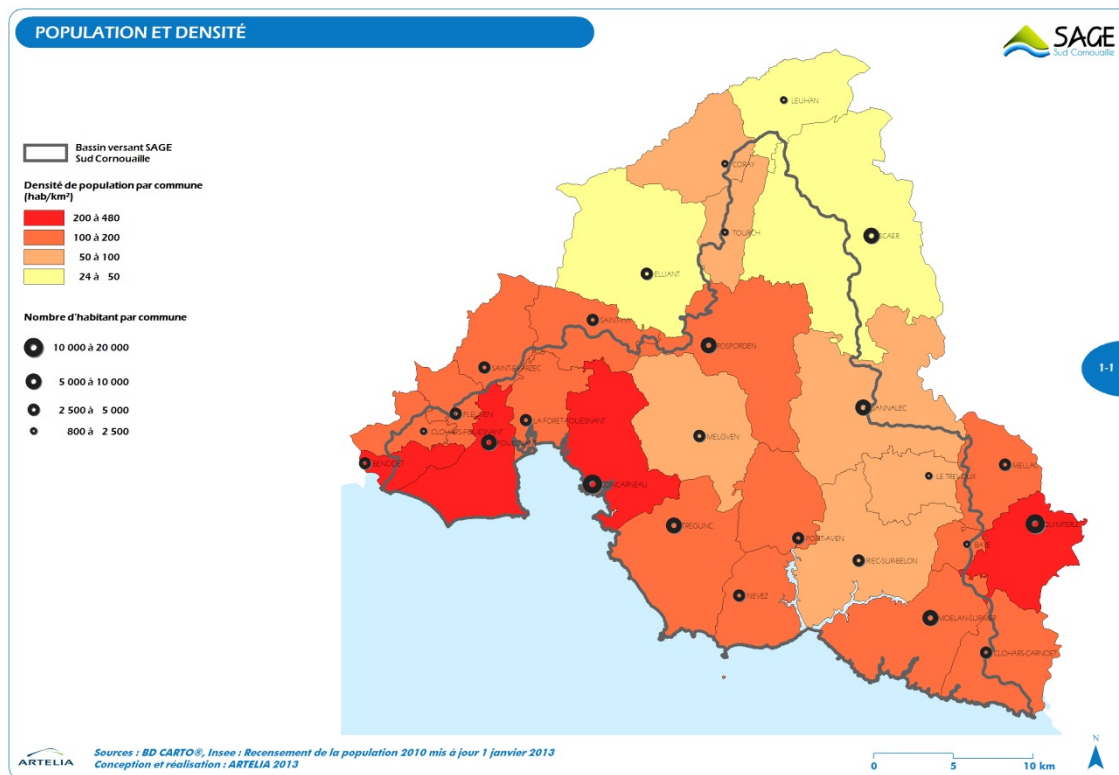 POPULATION ET DENSITÉ
SAGE
Sud Cornouaille
Bassin versant SAGE
Sud Cornouaille
Densité de population par commune
(hab/km²)
200 à 480
100 à 200
50 à 100
24 à 50
Nombre d'habitant par commune
10 000 à 20 000
5 000 à 10 000
2 500 à 5 000
800 à 2 500
LEUHAN
CORAY
TOURCH
SCAER
ELLIANT
ROSPORDEN
PLEUVEN
LA FORET-FOUESNANT
CLOHARS-FOUESNANT
BENODET
MELGVEN
BANNALEC
LE TREVOUX
MELLAC
CONCARNEAU
TREGUNC
PONT-AVEN
BAYE
QUIMPERLE
RIEC-SUR-BELON
NEVEZ
MOELAN-SUR-MER
CLOHARS-CARNOET
1-1
ARTELIA
Sources : BD CARTO®, Insee : Recensement de la population 2010 mis à jour 1 janvier 2013
Conception et réalisation : ARTELIA 2013
0 5 10 km
N